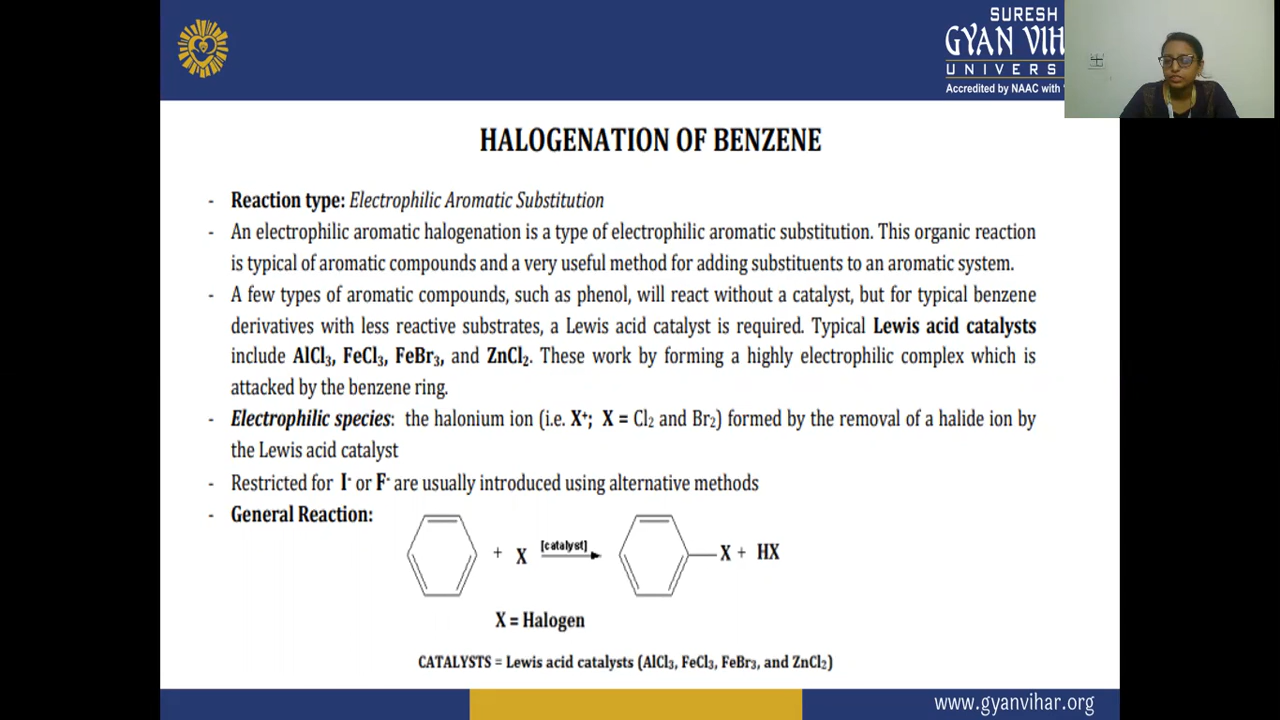 SURESH
GYAN VIH
UNIVERS
Accredited by NAAC with
HALOGENATION OF BENZENE
- Reaction type: Electrophilic Aromatic Substitution
- An electrophilic aromatic halogenation is a type of electrophilic aromatic substitution. This organic reaction
is typical of aromatic compounds and a very useful method for adding substituents to an aromatic system.
- A few types of aromatic compounds, such as phenol, will react without a catalyst, but for typical benzene
derivatives with less reactive substrates, a Lewis acid catalyst is required. Typical Lewis acid catalysts
include AlCl₃, FeCl₃, FeBr₃, and ZnCl₂. These work by forming a highly electrophilic complex which is
attacked by the benzene ring.
- Electrophilic species: the halonium ion (i.e. X⁺; X = Cl₂ and Br₂) formed by the removal of a halide ion by
the Lewis acid catalyst
- Restricted for I⁻ or F⁻ are usually introduced using alternative methods
- General Reaction:
+ X [catalyst] X + HX
X = Halogen
CATALYSTS = Lewis acid catalysts (AlCl₃, FeCl₃, FeBr₃, and ZnCl₂)
www.gyanvihar.org